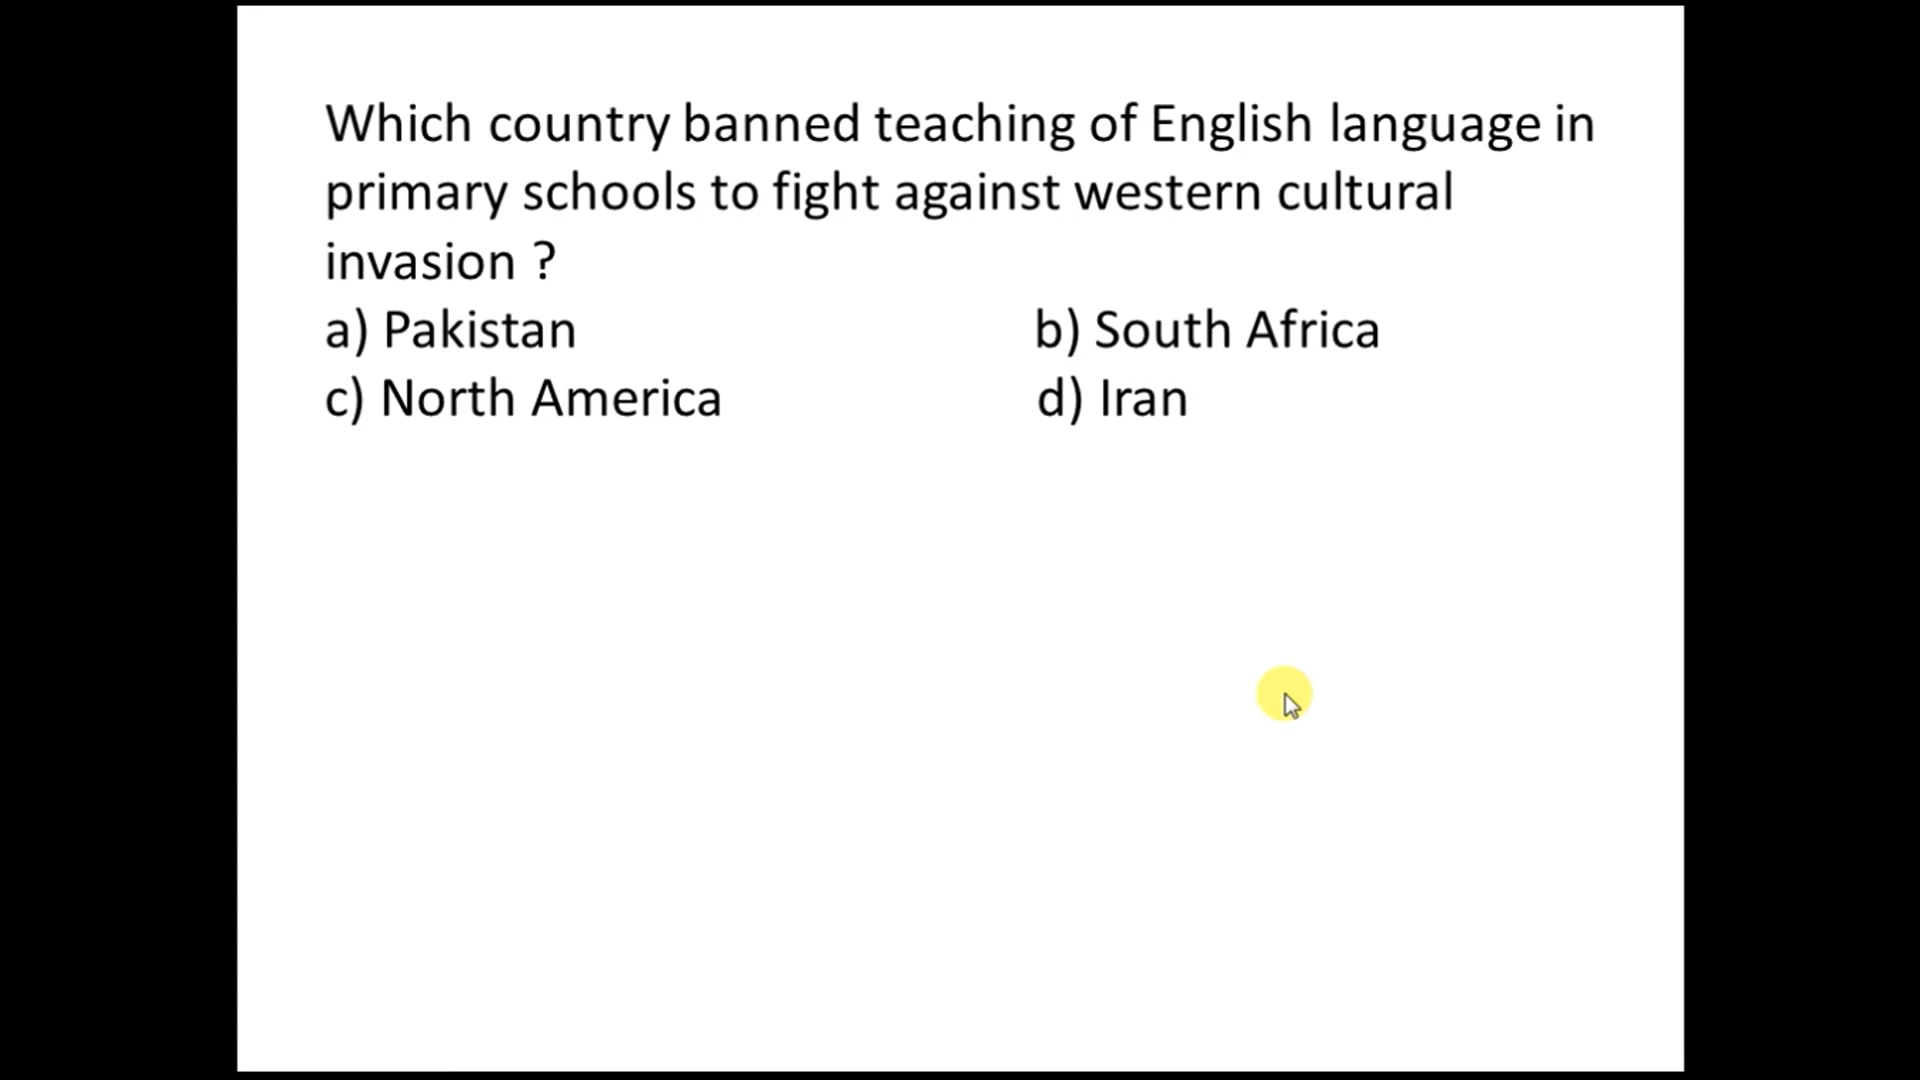 Which country banned teaching of English language in
primary schools to fight against western cultural
invasion ?
a) Pakistan b) South Africa
c) North America d) Iran